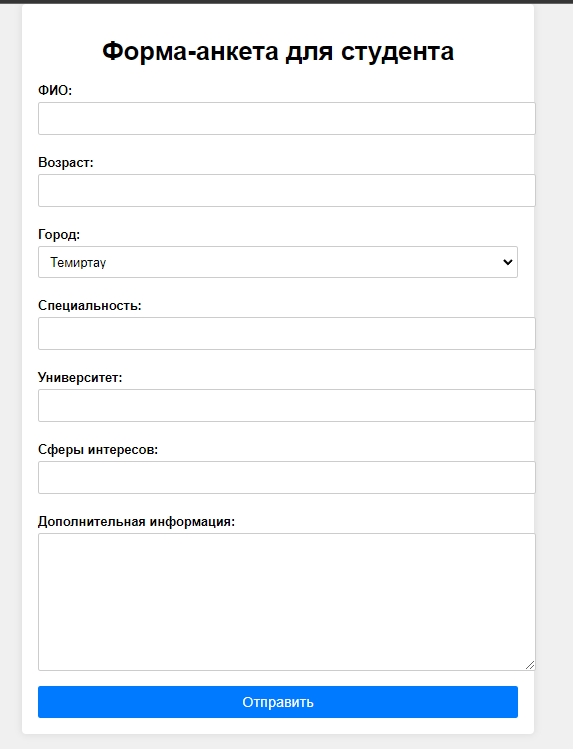 Форма-анкета для студента
ФИО:
Возраст:
Город:
Темиртау
Специальность:
Университет:
Сферы интересов:
Дополнительная информация:
Отправить